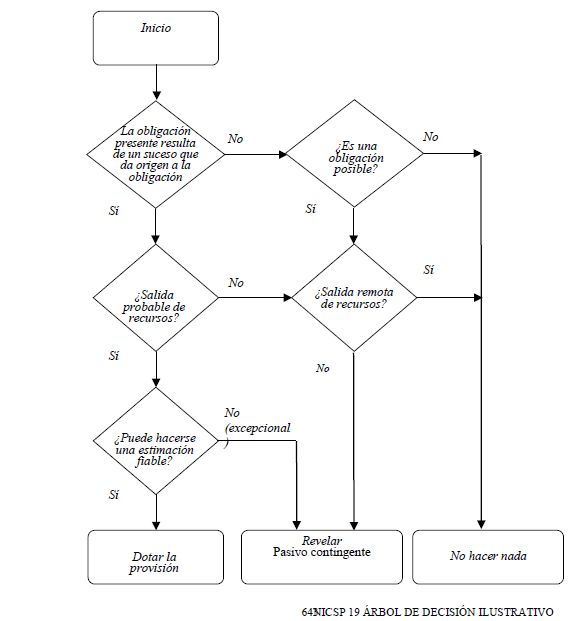 Inicio
La obligación
presente resulta
de un suceso que
da origen a la
obligación
No
¿Es una
obligación
posible?
No
Sí
Sí
¿Salida
probable de
recursos?
No
¿Salida remota
de recursos?
Sí
Sí
No
¿Puede hacerse
una estimación
fiable?
No
(excepcional
)
Sí
Dotar la
provisión
Revelar
Pasivo contingente
No hacer nada
NICSP 19 ÁRBOL DE DECISIÓN ILUSTRATIVO